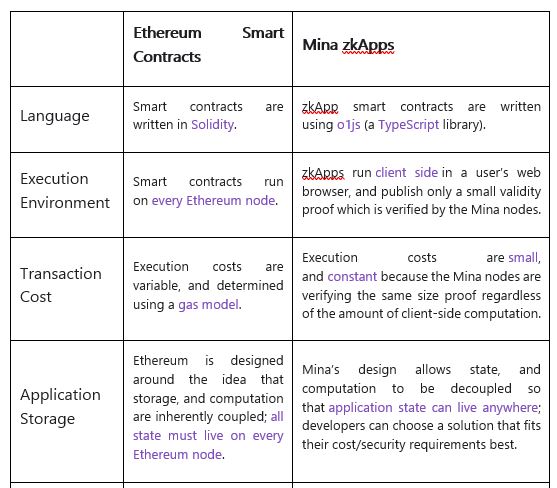 Ethereum Smart
Contracts
Mina zkApps
Language
Smart contracts are
written in Solidity.
zkApp smart contracts are written
using o1js (a TypeScript library).
Execution
Environment
Smart contracts run
on every Ethereum node.
zkApps run client side in a user's web
browser, and publish only a small validity
proof which is verified by the Mina nodes.
Transaction
Cost
Execution costs are
variable, and determined
using a gas model.
Execution costs are small,
and constant because the Mina nodes are
verifying the same size proof regardless
of the amount of client-side computation.
Application
Storage
Ethereum is designed
around the idea that
storage, and computation
are inherently coupled; all
state must live on every
Ethereum node.
Mina's design allows state, and
computation to be decoupled so
that application state can live anywhere;
developers can choose a solution that fits
their cost/security requirements best.